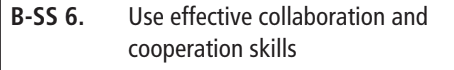 B-SS 6. Use effective collaboration and
cooperation skills